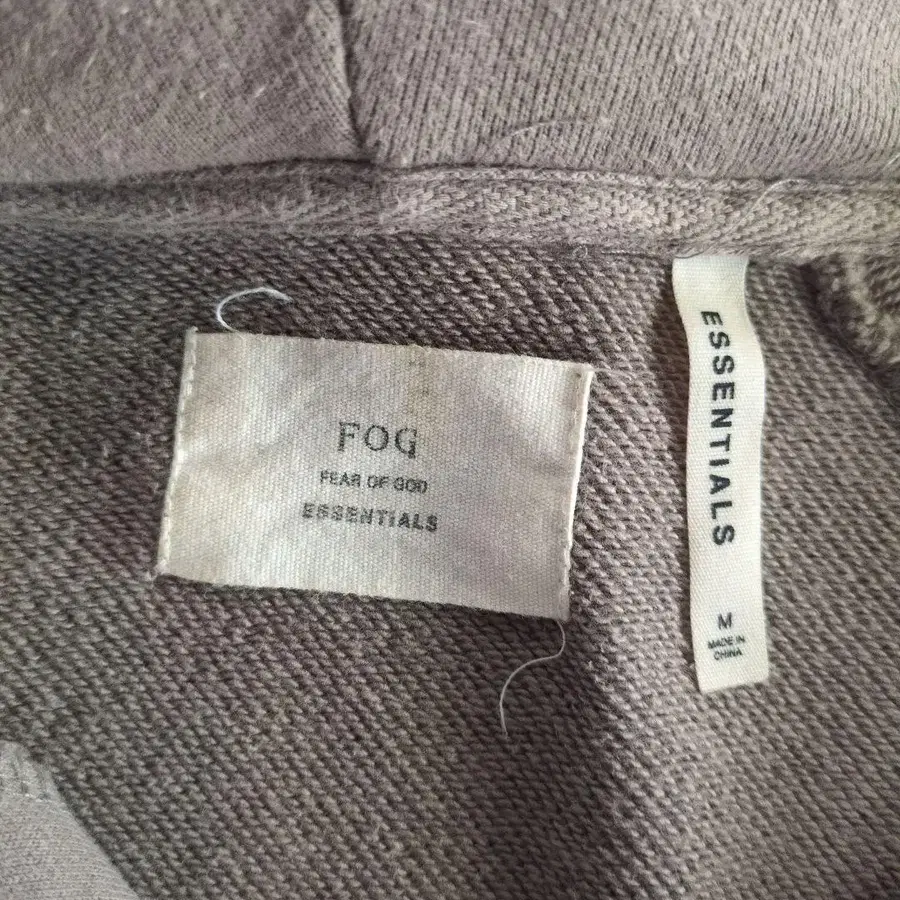 FOG
FEAR OF GOD
ESSENTIALS
ESSENTIALS
M
MADE IN
CHINA